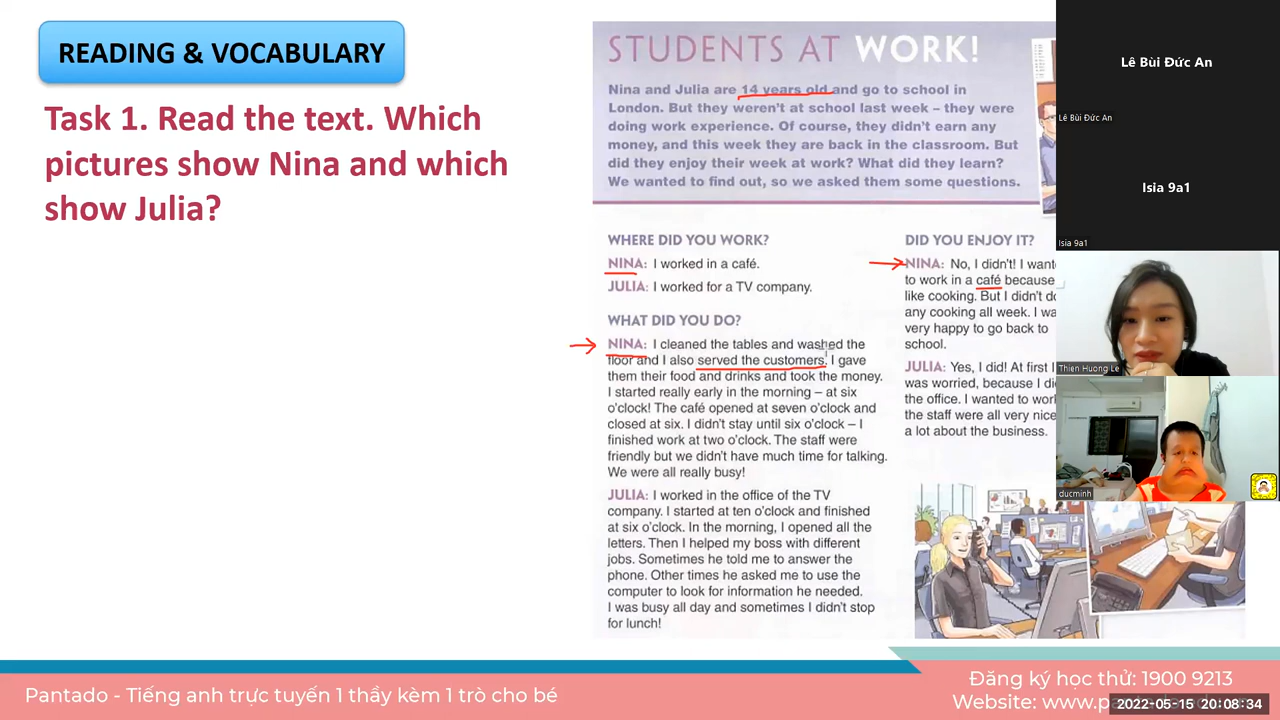 READING & VOCABULARY
Task 1. Read the text. Which
pictures show Nina and which
show Julia?
STUDENTS AT WORK!
Nina and Julia are 14 years old and go to school in
London. But they weren't at school last week – they were
doing work experience. Of course, they didn't earn any
money, and this week they are back in the classroom. But
did they enjoy their week at work? What did they learn?
We wanted to find out, so we asked them some questions.
WHERE DID YOU WORK?
NINA: I worked in a café.
JULIA: I worked for a TV company.
WHAT DID YOU DO?
NINA: I cleaned the tables and washed the
floor and I also served the customers. I gave
them their food and drinks and took the money.
I started really early in the morning – at six
o'clock! The café opened at seven o'clock and
closed at six. I didn't stay until six o'clock – I
finished work at two o'clock. The staff were
friendly but we didn't have much time for talking.
We were all really busy!
JULIA: I worked in the office of the TV
company. I started at ten o'clock and finished
at six o'clock. In the morning, I opened all the
letters. Then I helped my boss with different
jobs. Sometimes he told me to answer the
phone. Other times he asked me to use the
computer to look for information he needed.
I was busy all day and sometimes I didn't stop
for lunch!
DID YOU ENJOY IT?
NINA: No, I didn't! I want
to work in a café because
like cooking. But I didn't do
any cooking all week. I wa
very happy to go back to
school.
JULIA: Yes, I did! At first I
was worried, because I di
the office. I wanted to work
the staff were all very nice
a lot about the business.
Lê Bùi Đức An
Lê Bùi Đức An
Isia 9a1
Isia 9a1
Thien Huong Le
ducminh
Pantado - Tiếng anh trực tuyến 1 thầy kèm 1 trò cho bé
Đăng ký học thử: 1900 9213
Website: www.pa
2022-05-15 20:08:34